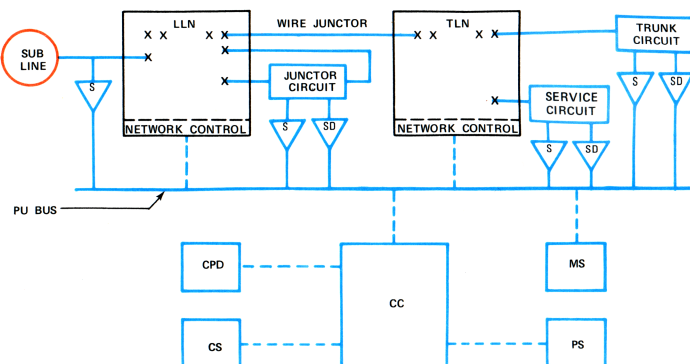 LLN
WIRE JUNCTOR
TLN
TRUNK
CIRCUIT
SUB
LINE
JUNCTOR
CIRCUIT
SERVICE
CIRCUIT
S
S
SD
S
SD
S
SD
NETWORK CONTROL
NETWORK CONTROL
PU BUS
CPD
CC
MS
CS
PS